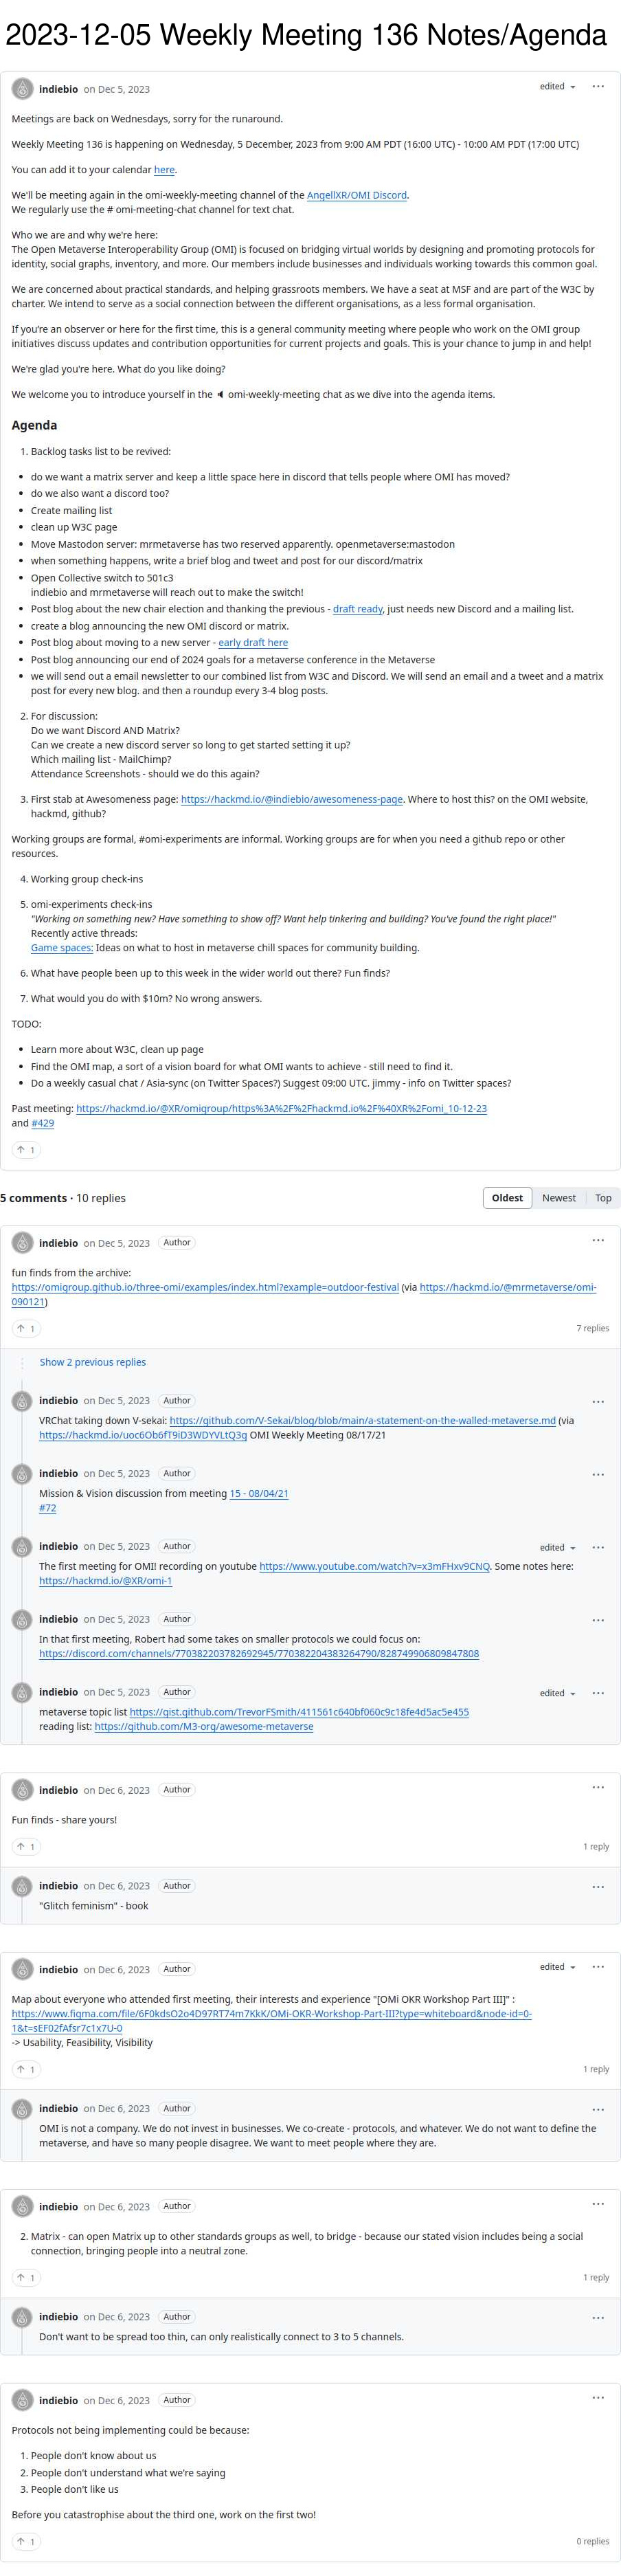 2023-12-05 Weekly Meeting 136 Notes/Agenda
indiebio on Dec 5, 2023 edited
Meetings are back on Wednesdays, sorry for the runaround.
Weekly Meeting 136 is happening on Wednesday, 5 December, 2023 from 9:00 AM PDT (16:00 UTC) - 10:00 AM PDT (17:00 UTC)
You can add it to your calendar here.
We'll be meeting again in the omi-weekly-meeting channel of the AngellXR/OMI Discord.
We regularly use the # omi-meeting-chat channel for text chat.
Who we are and why we're here:
The Open Metaverse Interoperability Group (OMI) is focused on bridging virtual worlds by designing and promoting protocols for
identity, social graphs, inventory, and more. Our members include businesses and individuals working towards this common goal.
We are concerned about practical standards, and helping grassroots members. We have a seat at MSF and are part of the W3C by
charter. We intend to serve as a social connection between the different organisations, as a less formal organisation.
If you're an observer or here for the first time, this is a general community meeting where people who work on the OMI group
initiatives discuss updates and contribution opportunities for current projects and goals. This is your chance to jump in and help!
We're glad you're here. What do you like doing?
We welcome you to introduce yourself in the 🔈 omi-weekly-meeting chat as we dive into the agenda items.
Agenda
1. Backlog tasks list to be revived:
• do we want a matrix server and keep a little space here in discord that tells people where OMI has moved?
• do we also want a discord too?
• Create mailing list
• clean up W3C page
• Move Mastodon server: mrmetaverse has two reserved apparently. openmetaverse:mastodon
• when something happens, write a brief blog and tweet and post for our discord/matrix
• Open Collective switch to 501c3
indiebio and mrmetaverse will reach out to make the switch!
• Post blog about the new chair election and thanking the previous - draft ready, just needs new Discord and a mailing list.
• create a blog announcing the new OMI discord or matrix.
• Post blog about moving to a new server - early draft here
• Post blog announcing our end of 2024 goals for a metaverse conference in the Metaverse
• we will send out a email newsletter to our combined list from W3C and Discord. We will send an email and a tweet and a matrix
post for every new blog. and then a roundup every 3-4 blog posts.
2. For discussion:
Do we want Discord AND Matrix?
Can we create a new discord server so long to get started setting it up?
Which mailing list - MailChimp?
Attendance Screenshots - should we do this again?
3. First stab at Awesomeness page: https://hackmd.io/@indiebio/awesomeness-page. Where to host this? on the OMI website,
hackmd, github?
Working groups are formal, #omi-experiments are informal. Working groups are for when you need a github repo or other
resources.
4. Working group check-ins
5. omi-experiments check-ins
"Working on something new? Have something to show off? Want help tinkering and building? You've found the right place!"
Recently active threads:
Game spaces: Ideas on what to host in metaverse chill spaces for community building.
6. What have people been up to this week in the wider world out there? Fun finds?
7. What would you do with $10m? No wrong answers.
TODO:
• Learn more about W3C, clean up page
• Find the OMI map, a sort of a vision board for what OMI wants to achieve - still need to find it.
• Do a weekly casual chat / Asia-sync (on Twitter Spaces?) Suggest 09:00 UTC. jimmy - info on Twitter spaces?
Past meeting: https://hackmd.io/@XR/omigroup/https%3A%2F%2Fhackmd.io%2F%40XR%2Fomi_10-12-23
and #429
↑ 1
5 comments · 10 replies Oldest Newest Top
indiebio on Dec 5, 2023 Author
fun finds from the archive:
https://omigroup.github.io/three-omi/examples/index.html?example=outdoor-festival (via https://hackmd.io/@mrmetaverse/omi-
090121)
↑ 1 7 replies
Show 2 previous replies
indiebio on Dec 5, 2023 Author
VRChat taking down V-sekai: https://github.com/V-Sekai/blog/blob/main/a-statement-on-the-walled-metaverse.md (via
https://hackmd.io/uoc6Ob6fT9iD3WDYVLtQ3g OMI Weekly Meeting 08/17/21
indiebio on Dec 5, 2023 Author
Mission & Vision discussion from meeting 15 - 08/04/21
#72
indiebio on Dec 5, 2023 Author edited
The first meeting for OMI! recording on youtube https://www.youtube.com/watch?v=x3mFHxv9CNQ. Some notes here:
https://hackmd.io/@XR/omi-1
indiebio on Dec 5, 2023 Author
In that first meeting, Robert had some takes on smaller protocols we could focus on:
https://discord.com/channels/770382203782692945/770382204383264790/828749906809847808
indiebio on Dec 5, 2023 Author edited
metaverse topic list https://gist.github.com/TrevorFSmith/411561c640bf060c9c18fe4d5ac5e455
reading list: https://github.com/M3-org/awesome-metaverse
indiebio on Dec 6, 2023 Author
Fun finds - share yours!
↑ 1 1 reply
indiebio on Dec 6, 2023 Author
"Glitch feminism" - book
indiebio on Dec 6, 2023 Author edited
Map about everyone who attended first meeting, their interests and experience "[OMi OKR Workshop Part III]" :
https://www.figma.com/file/6F0kdsO2o4D97RT74m7KkK/OMi-OKR-Workshop-Part-III?type=whiteboard&node-id=0-
1&t=sEF02fAfsr7c1x7U-0
-> Usability, Feasibility, Visibility
↑ 1 1 reply
indiebio on Dec 6, 2023 Author
OMI is not a company. We do not invest in businesses. We co-create - protocols, and whatever. We do not want to define the
metaverse, and have so many people disagree. We want to meet people where they are.
indiebio on Dec 6, 2023 Author
2. Matrix - can open Matrix up to other standards groups as well, to bridge - because our stated vision includes being a social
connection, bringing people into a neutral zone.
↑ 1 1 reply
indiebio on Dec 6, 2023 Author
Don't want to be spread too thin, can only realistically connect to 3 to 5 channels.
indiebio on Dec 6, 2023 Author
Protocols not being implementing could be because:
1. People don't know about us
2. People don't understand what we're saying
3. People don't like us
Before you catastrophise about the third one, work on the first two!
↑ 1 0 replies